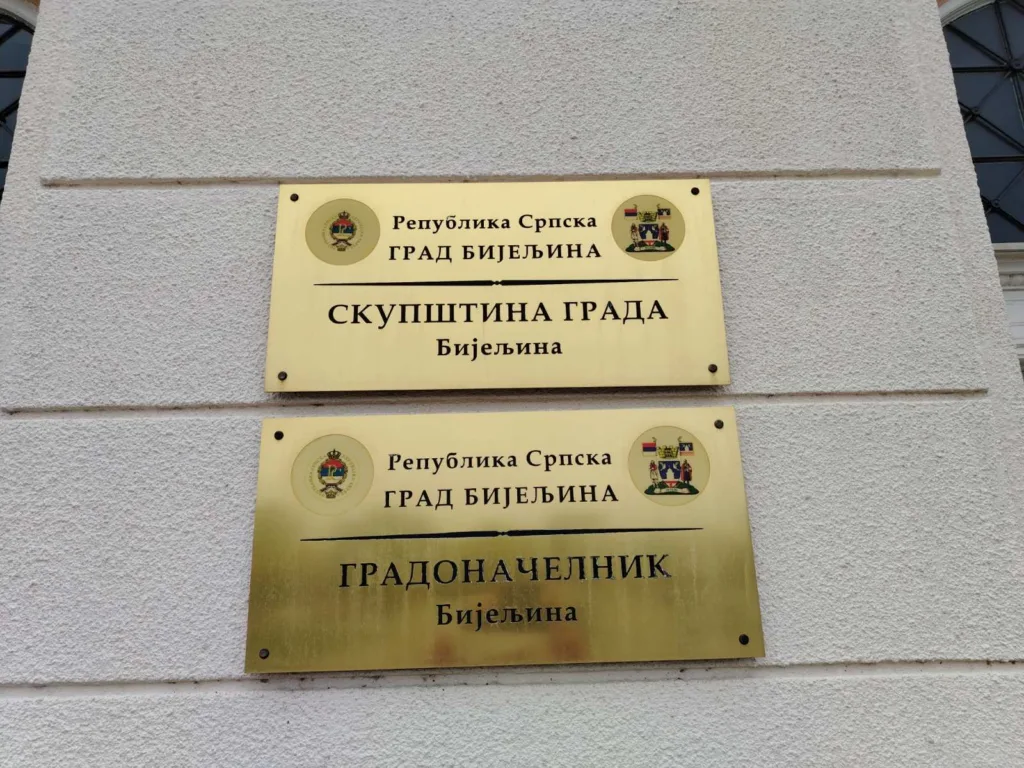 Република Српска
ГРАД БИЈЕЉИНА
СКУПШТИНА ГРАДА
Бијељина
Република Српска
ГРАД БИЈЕЉИНА
ГРАДОНАЧЕЛНИК
Бијељина